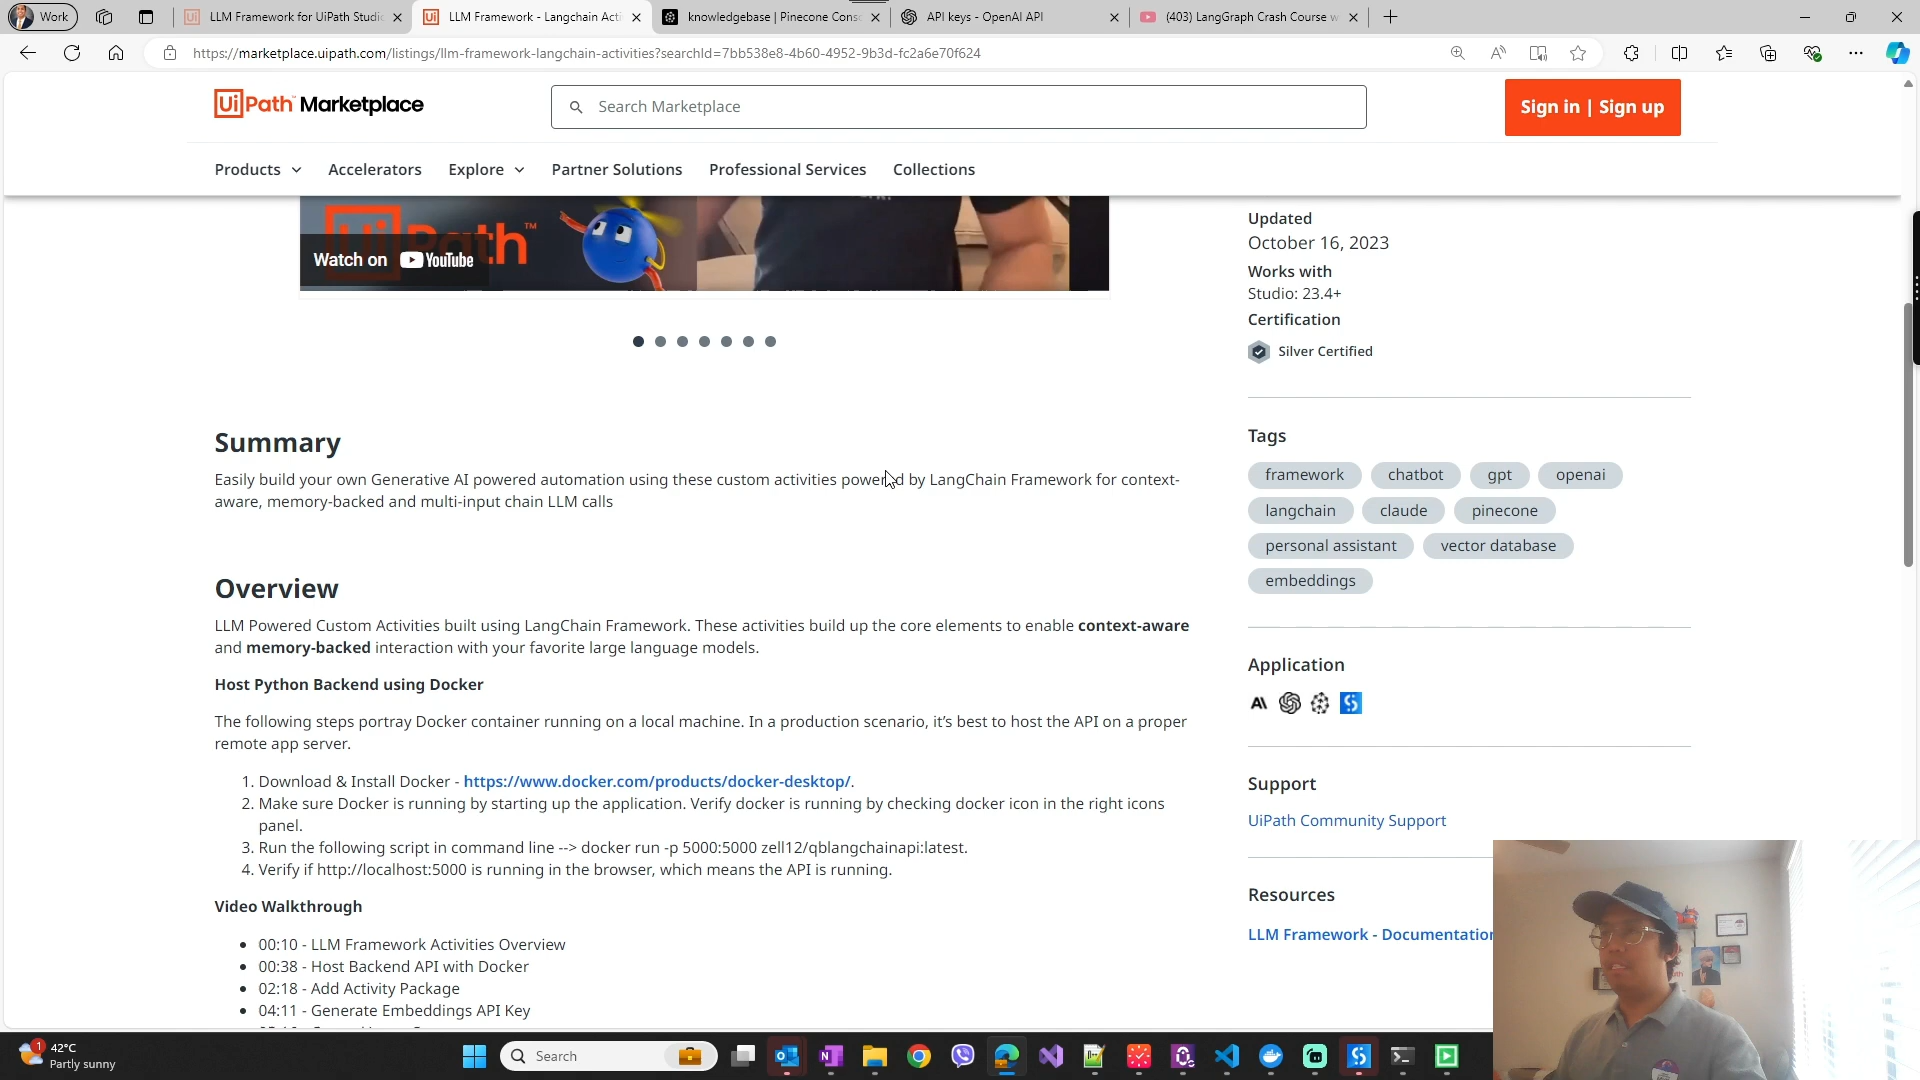 Work
LLM Framework for UiPath Studi
LLM Framework - Langchain Acti
knowledgebase | Pinecone Cons
API keys - OpenAI API
(403) LangGraph Crash Course w
https://marketplace.uipath.com/listings/llm-framework-langchain-activities?searchId=7bb538e8-4b60-4952-9b3d-fc2a6e70f624
UiPath Marketplace
Search Marketplace
Sign in | Sign up
Products
Accelerators
Explore
Partner Solutions
Professional Services
Collections
UiPath™
Watch on YouTube
Updated
October 16, 2023
Works with
Studio: 23.4+
Certification
Silver Certified
Summary
Easily build your own Generative AI powered automation using these custom activities powered by LangChain Framework for context-
aware, memory-backed and multi-input chain LLM calls
Overview
LLM Powered Custom Activities built using LangChain Framework. These activities build up the core elements to enable context-aware
and memory-backed interaction with your favorite large language models.
Host Python Backend using Docker
The following steps portray Docker container running on a local machine. In a production scenario, it’s best to host the API on a proper
remote app server.
1. Download & Install Docker - https://www.docker.com/products/docker-desktop/.
2. Make sure Docker is running by starting up the application. Verify docker is running by checking docker icon in the right icons
panel.
3. Run the following script in command line --> docker run -p 5000:5000 zell12/qblangchainapi:latest.
4. Verify if http://localhost:5000 is running in the browser, which means the API is running.
Video Walkthrough
• 00:10 - LLM Framework Activities Overview
• 00:38 - Host Backend API with Docker
• 02:18 - Add Activity Package
• 04:11 - Generate Embeddings API Key
Tags
framework
chatbot
gpt
openai
langchain
claude
pinecone
personal assistant
vector database
embeddings
Application
Support
UiPath Community Support
Resources
LLM Framework - Documentation
1
42°C
Partly sunny
Search